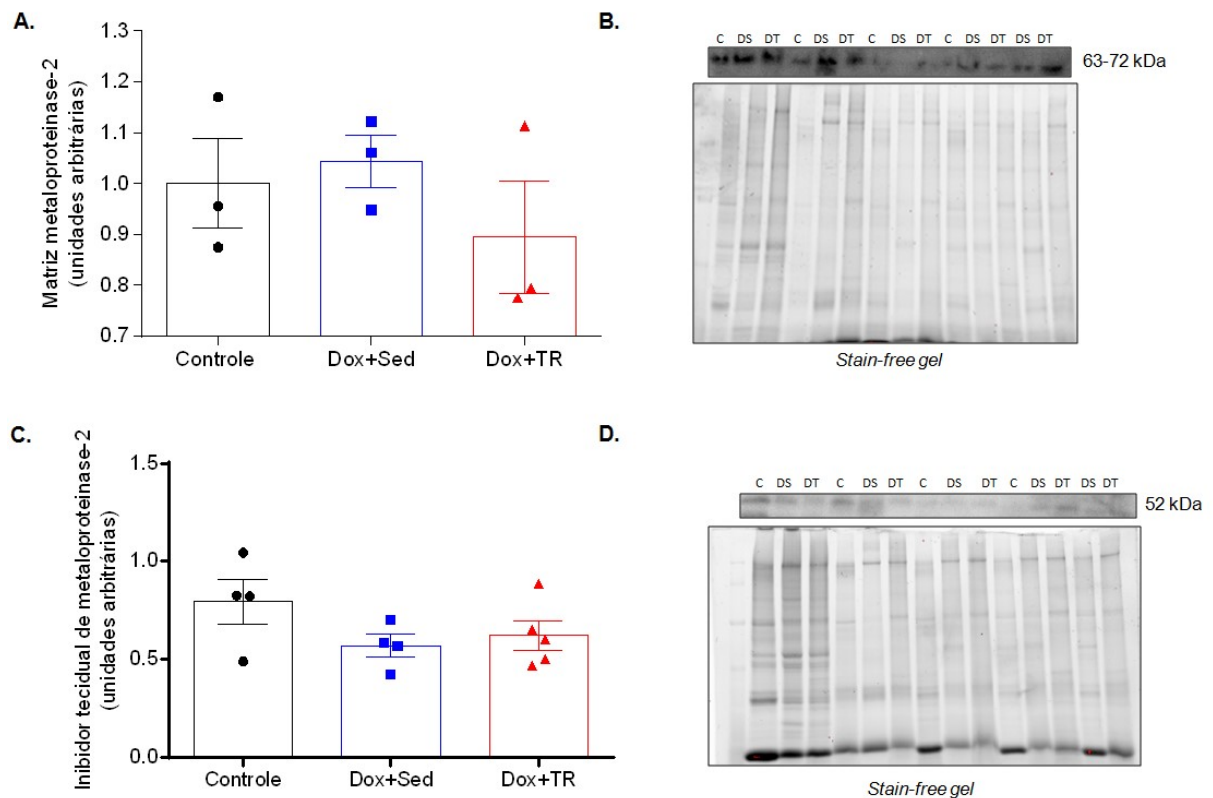 A.
Matriz metaloproteinase-2
(unidades arbitrárias)
1.3
1.2
1.1
1.0
0.9
0.8
0.7
Controle
Dox+Sed
Dox+TR
B.
C DS DT C DS DT C DS DT C DS DT DS DT
63-72 kDa
Stain-free gel
C.
Inibidor tecidual de metaloproteinase-2
(unidades arbitrárias)
1.5
1.0
0.5
0.0
Controle
Dox+Sed
Dox+TR
D.
C DS DT C DS DT C DS DT C DS DT DS DT
52 kDa
Stain-free gel